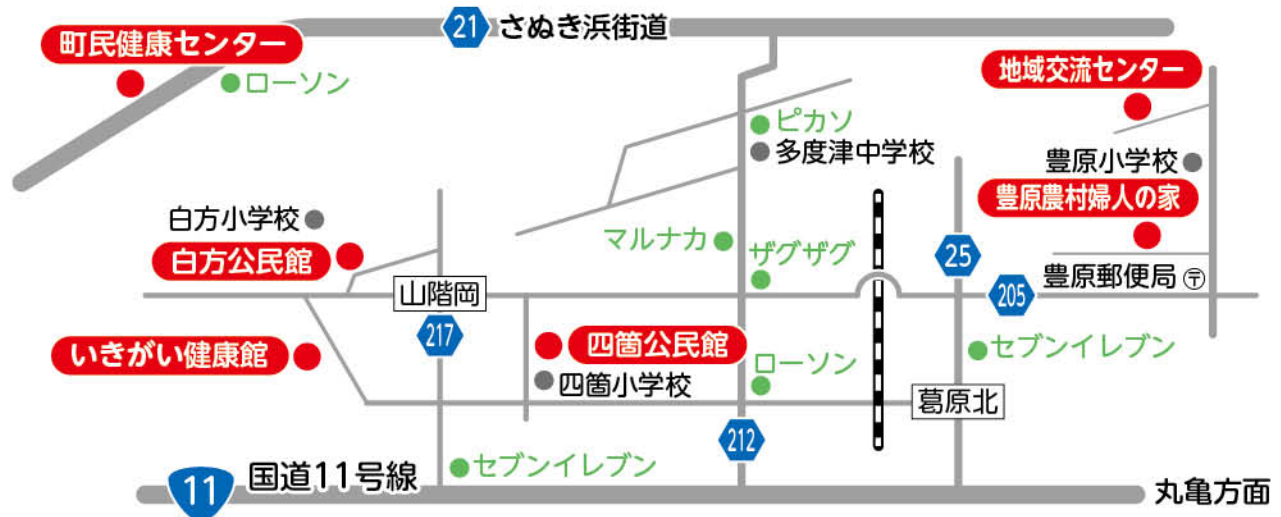 21 さぬき浜街道
町民健康センター
ローソン
地域交流センター
ピカソ
多度津中学校
豊原小学校
豊原農村婦人の家
白方小学校
白方公民館
マルナカ
ザグザグ
25
豊原郵便局 〒
山階岡
205
217
いきがい健康館
四箇公民館
四箇小学校
ローソン
セブンイレブン
葛原北
212
セブンイレブン
11 国道11号線
丸亀方面